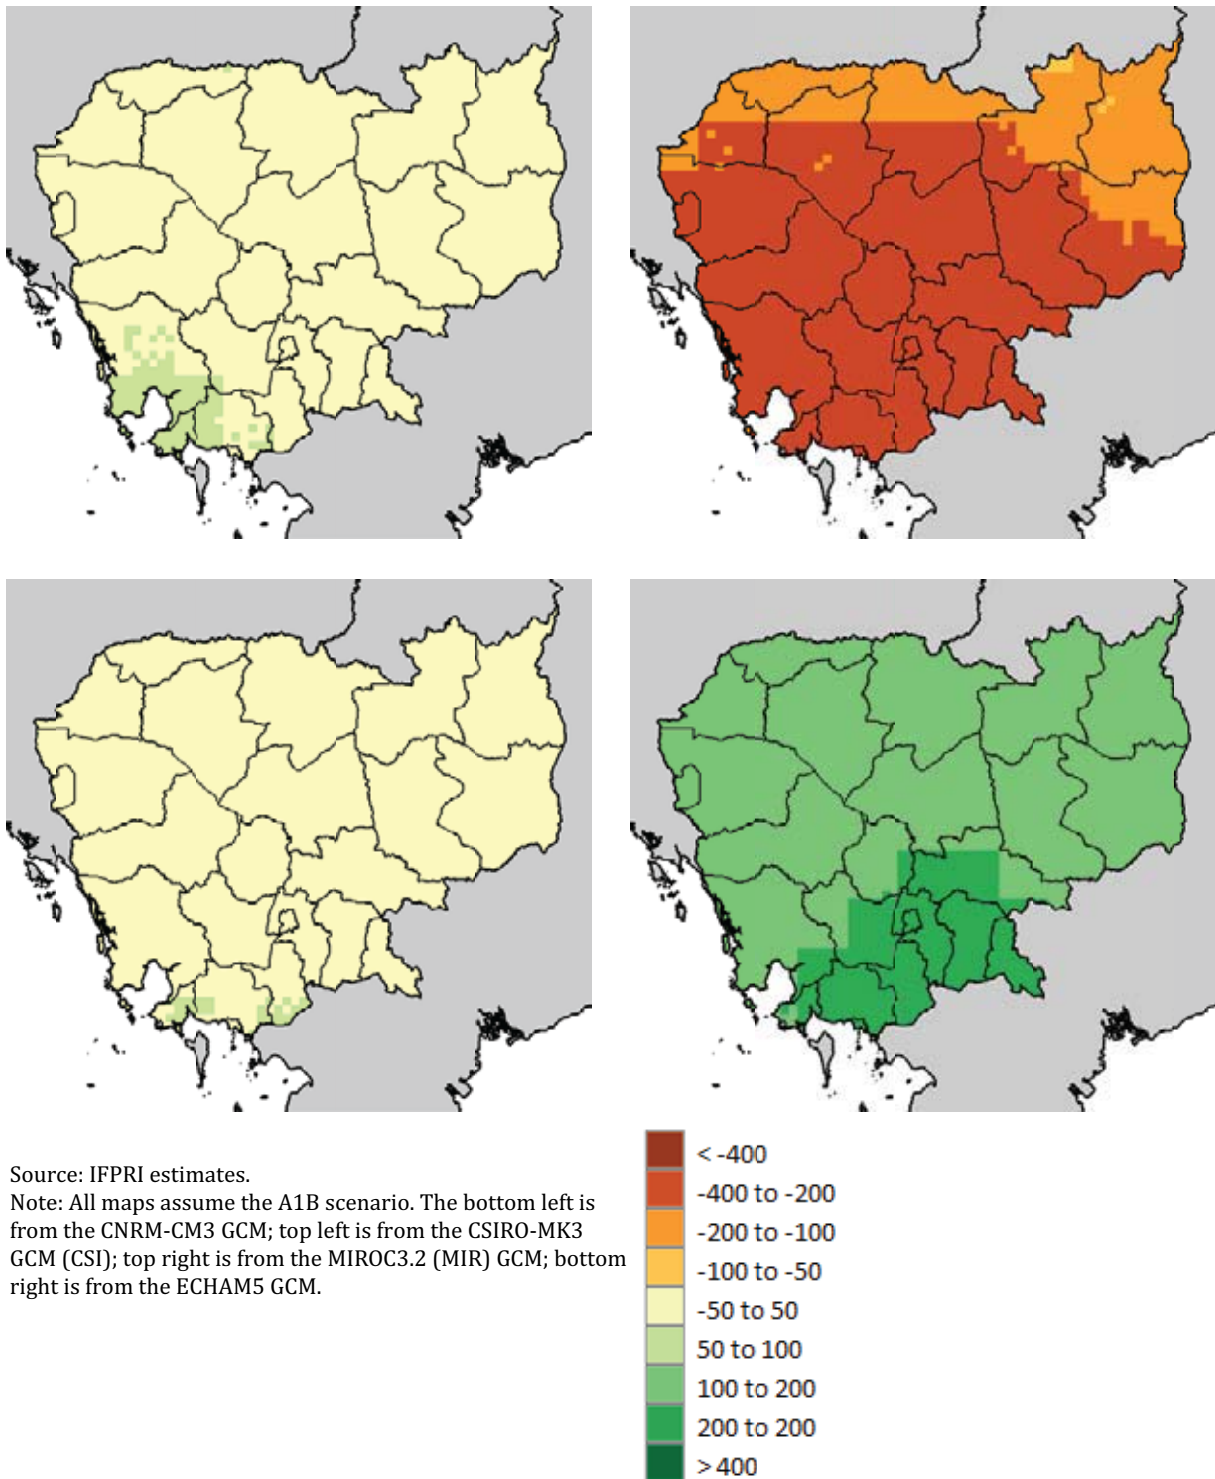 Source: IFPRI estimates.
Note: All maps assume the A1B scenario. The bottom left is
from the CNRM-CM3 GCM; top left is from the CSIRO-MK3
GCM (CSI); top right is from the MIROC3.2 (MIR) GCM; bottom
right is from the ECHAM5 GCM.
< -400
-400 to -200
-200 to -100
-100 to -50
-50 to 50
50 to 100
100 to 200
200 to 200
> 400